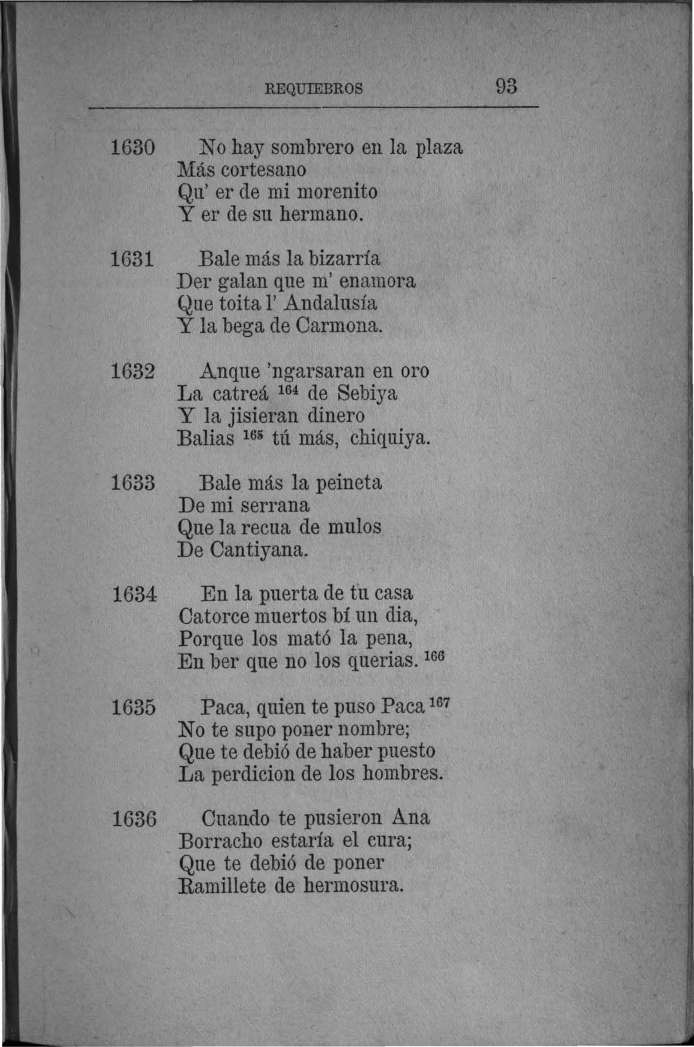 REQUIEBROS 93
1630 No hay sombrero en la plaza
Más cortesano
Qu' er de mi morenito
Y er de su hermano.
1631 Bale más la bizarría
Der galan que m' enamora
Que toita l' Andalusía
Y la bega de Carmona.
1632 Anque 'ngarsaran en oro
La catreá 164 de Sebiya
Y la jisieran dinero
Balias 165 tú más, chiquiya.
1633 Bale más la peineta
De mi serrana
Que la recua de mulos
De Cantiyana.
1634 En la puerta de tu casa
Catorce muertos bí un dia,
Porque los mató la pena,
En ber que no los querias. 166
1635 Paca, quien te puso Paca 167
No te supo poner nombre;
Que te debió de haber puesto
La perdicion de los hombres.
1636 Cuando te pusieron Ana
Borracho estaría el cura;
Que te debió de poner
Ramillete de hermosura.